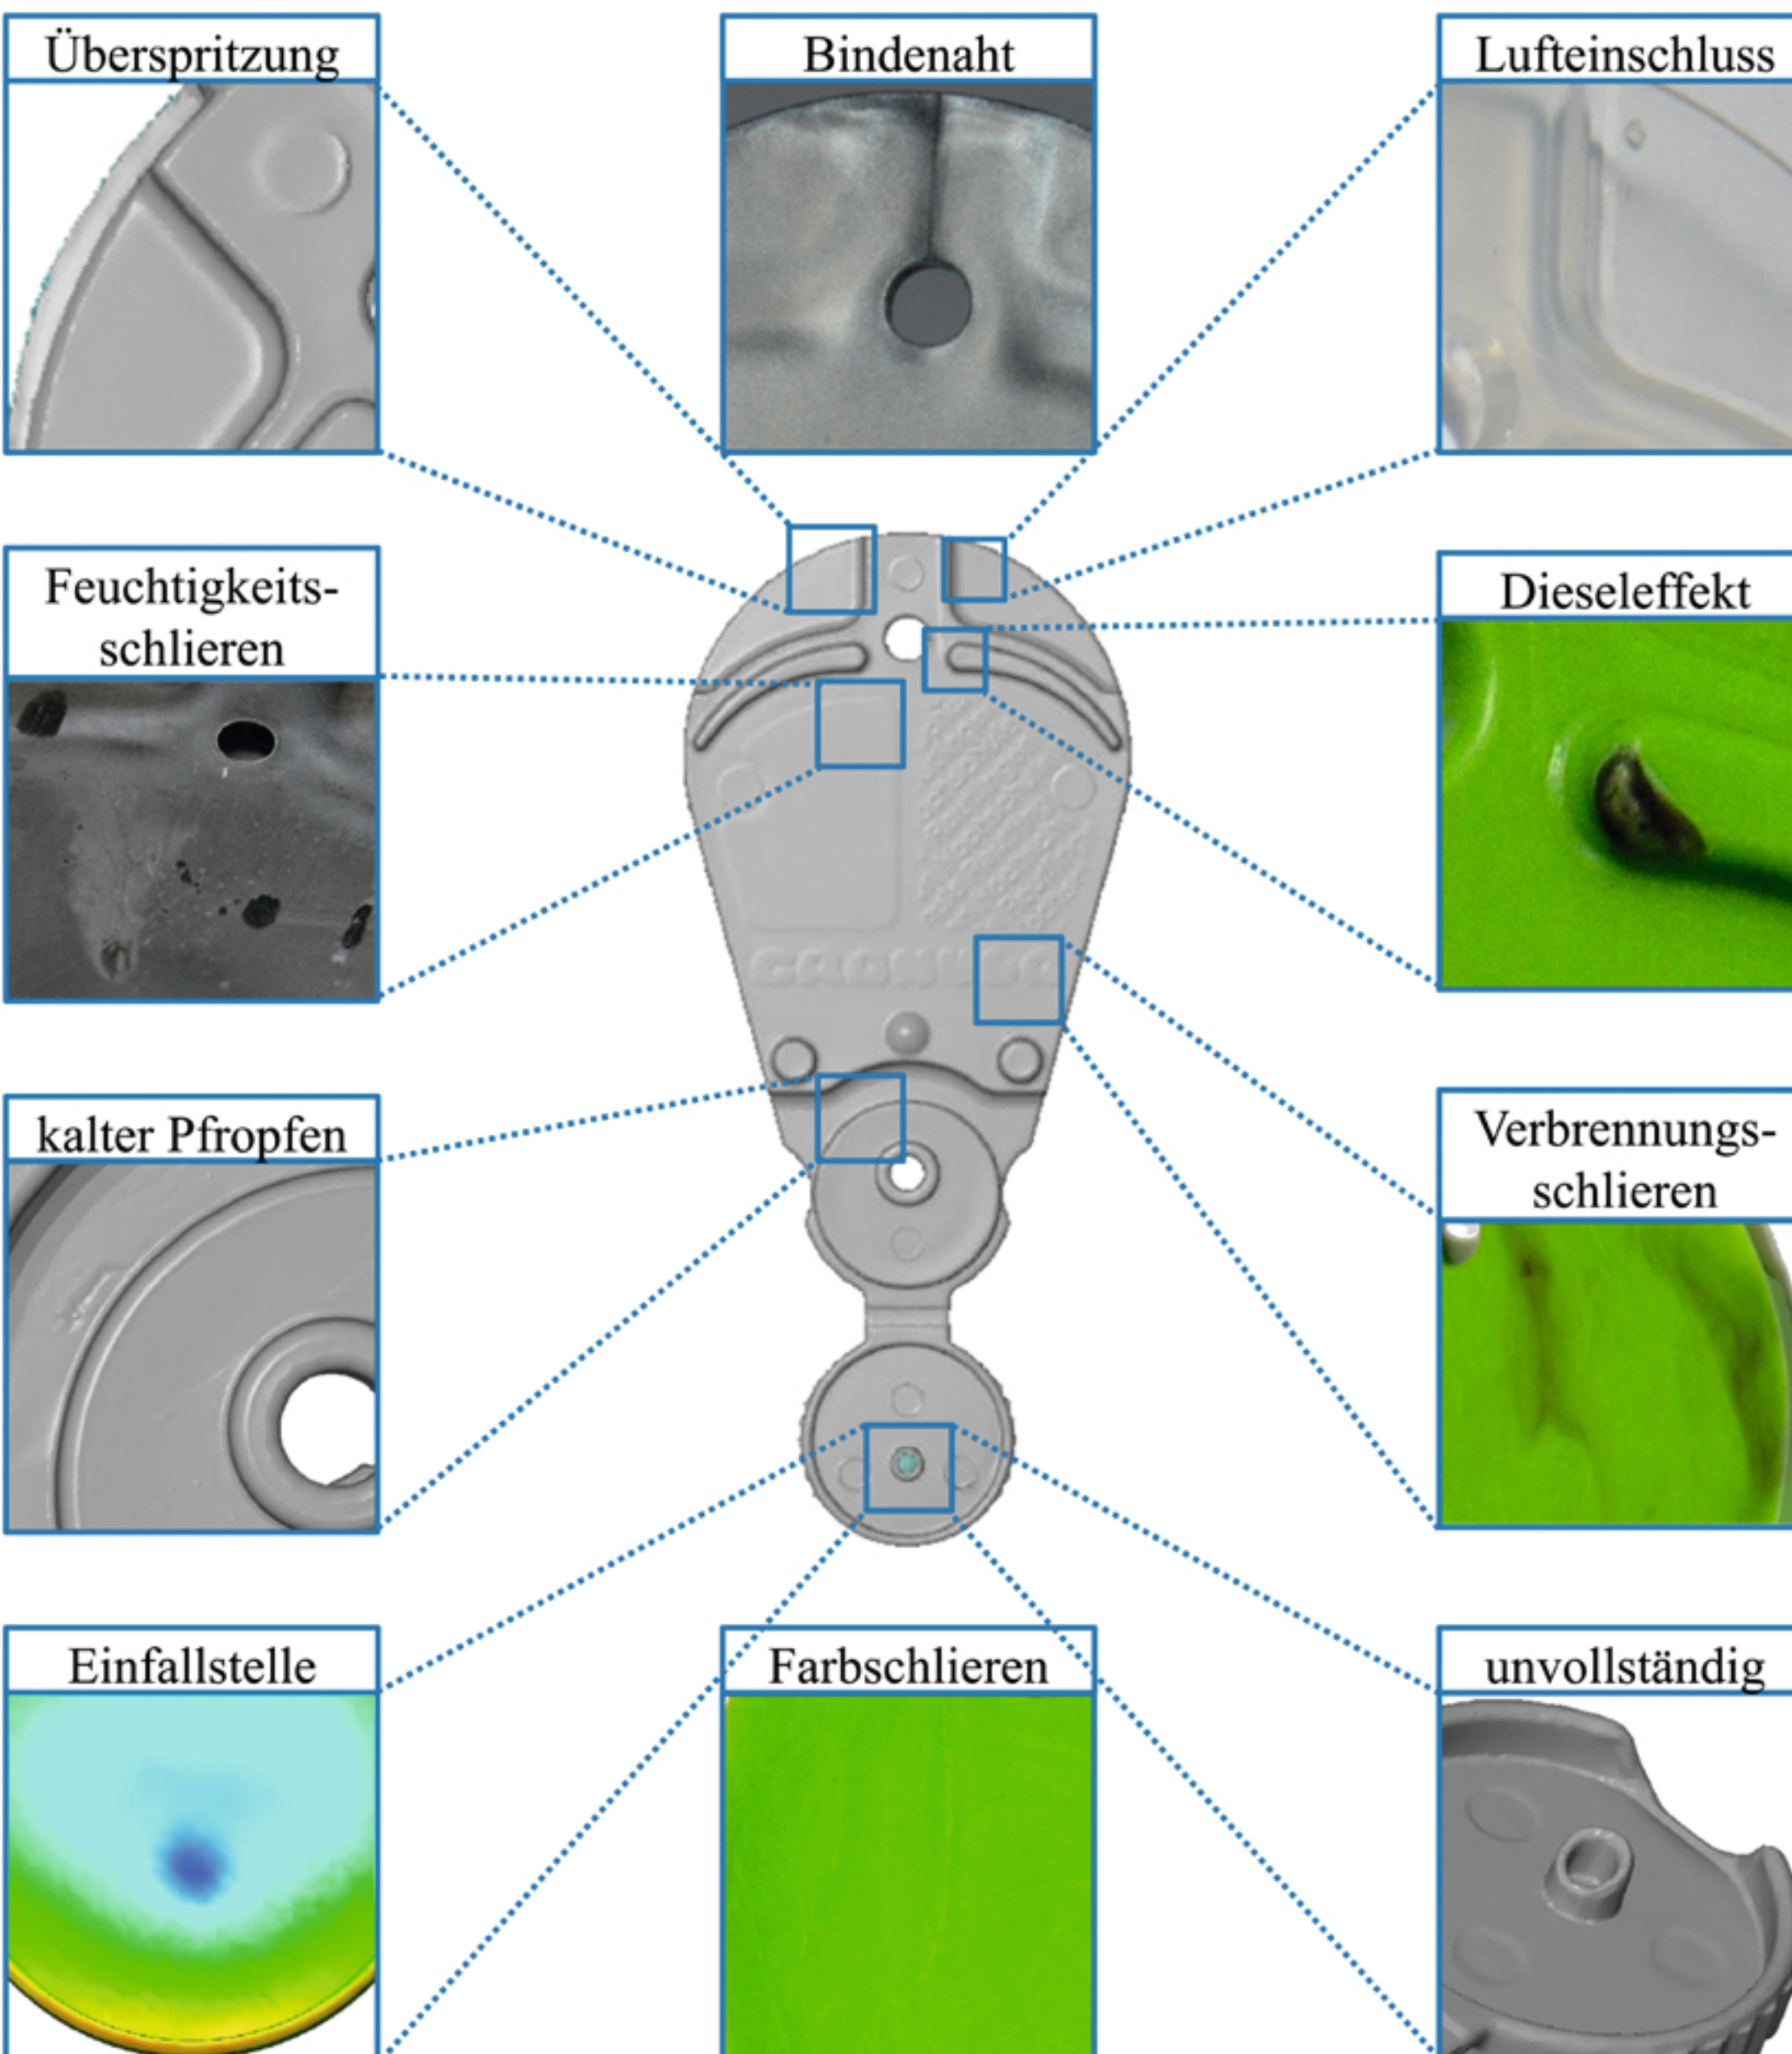 Überspritzung
Bindenaht
Lufteinschluss
Feuchtigkeits-
schlieren
Dieseleffekt
kalter Pfropfen
Verbrennungs-
schlieren
Einfallstelle
Farbschlieren
unvollständig